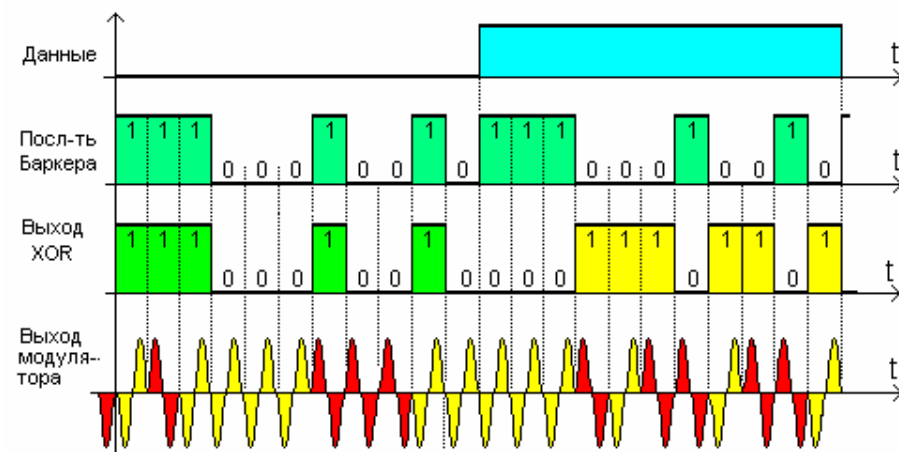 Данные
t
1 1 1 0 0 0 1 0 0 1 0 1 1 1 0 0 0 1 0 0 1 0
Посл-ть
Баркера
t
1 1 1 0 0 0 1 0 0 1 0 0 0 0 1 1 1 0 1 1 0 1
Выход
XOR
t
Выход
модуля-
тора
t